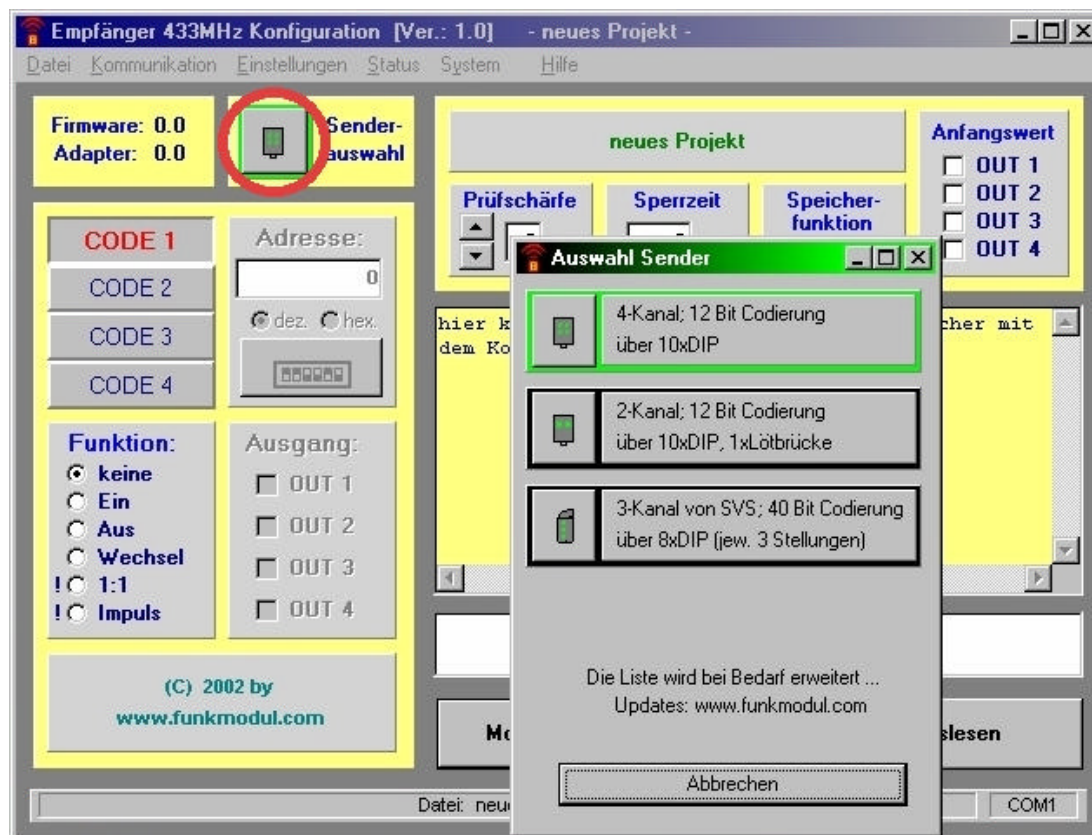 Empfänger 433MHz Konfiguration [Ver.: 1.0] - neues Projekt -
Datei Kommunikation Einstellungen Status System Hilfe
Firmware: 0.0
Adapter: 0.0
Sender-
auswahl
neues Projekt
Anfangswert
OUT 1
OUT 2
OUT 3
OUT 4
Prüfschärfe
Sperrzeit
Speicher-
funktion
CODE 1
CODE 2
CODE 3
CODE 4
Adresse:
0
dez. hex.
Funktion:
keine
Ein
Aus
Wechsel
! 1:1
! Impuls
Ausgang:
OUT 1
OUT 2
OUT 3
OUT 4
(C) 2002 by
www.funkmodul.com
hier
mit
dem
Auswahl Sender
4-Kanal; 12 Bit Codierung
über 10xDIP
2-Kanal; 12 Bit Codierung
über 10xDIP, 1xLötbrücke
3-Kanal von SVS; 40 Bit Codierung
über 8xDIP (jew. 3 Stellungen)
Die Liste wird bei Bedarf erweitert ...
Updates: www.funkmodul.com
Abbrechen
Datei:
COM1